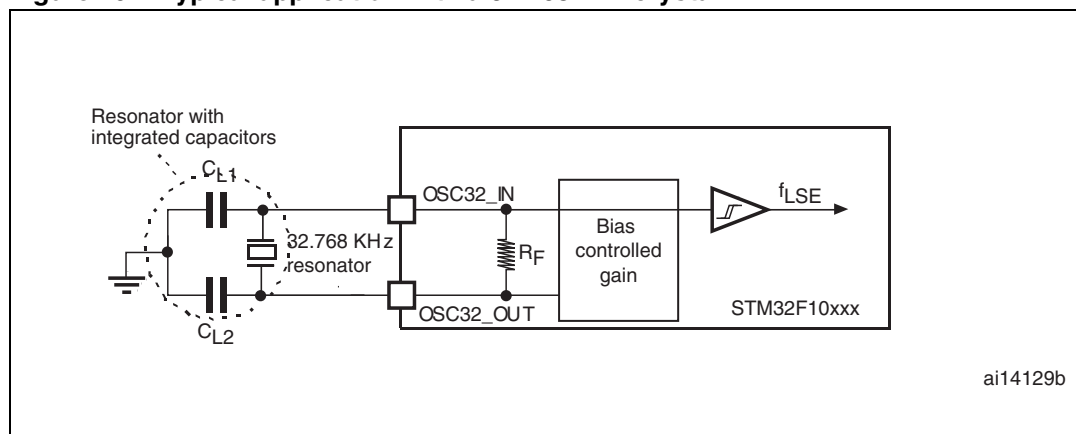 Resonator with
integrated capacitors
CL1
OSC32_IN
fLSE
32.768 KHz
resonator
RF
Bias
controlled
gain
OSC32_OUT
STM32F10xxx
CL2
ai14129b